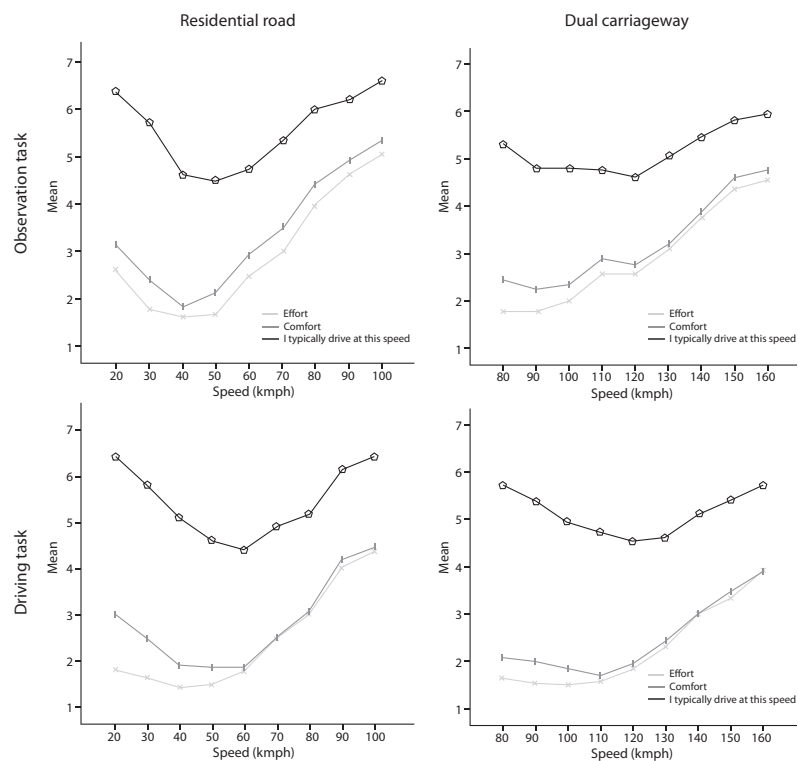 Residential road
Dual carriageway
Observation task
Mean
7
6
5
4
3
2
1
Effort
Comfort
I typically drive at this speed
20 30 40 50 60 70 80 90 100
Speed (kmph)
Mean
7
6
5
4
3
2
1
Effort
Comfort
I typically drive at this speed
80 90 100 110 120 130 140 150 160
Speed (kmph)
Driving task
Mean
7
6
5
4
3
2
1
20 30 40 50 60 70 80 90 100
Speed (kmph)
Mean
7
6
5
4
3
2
1
Effort
Comfort
I typically drive at this speed
80 90 100 110 120 130 140 150 160
Speed (kmph)